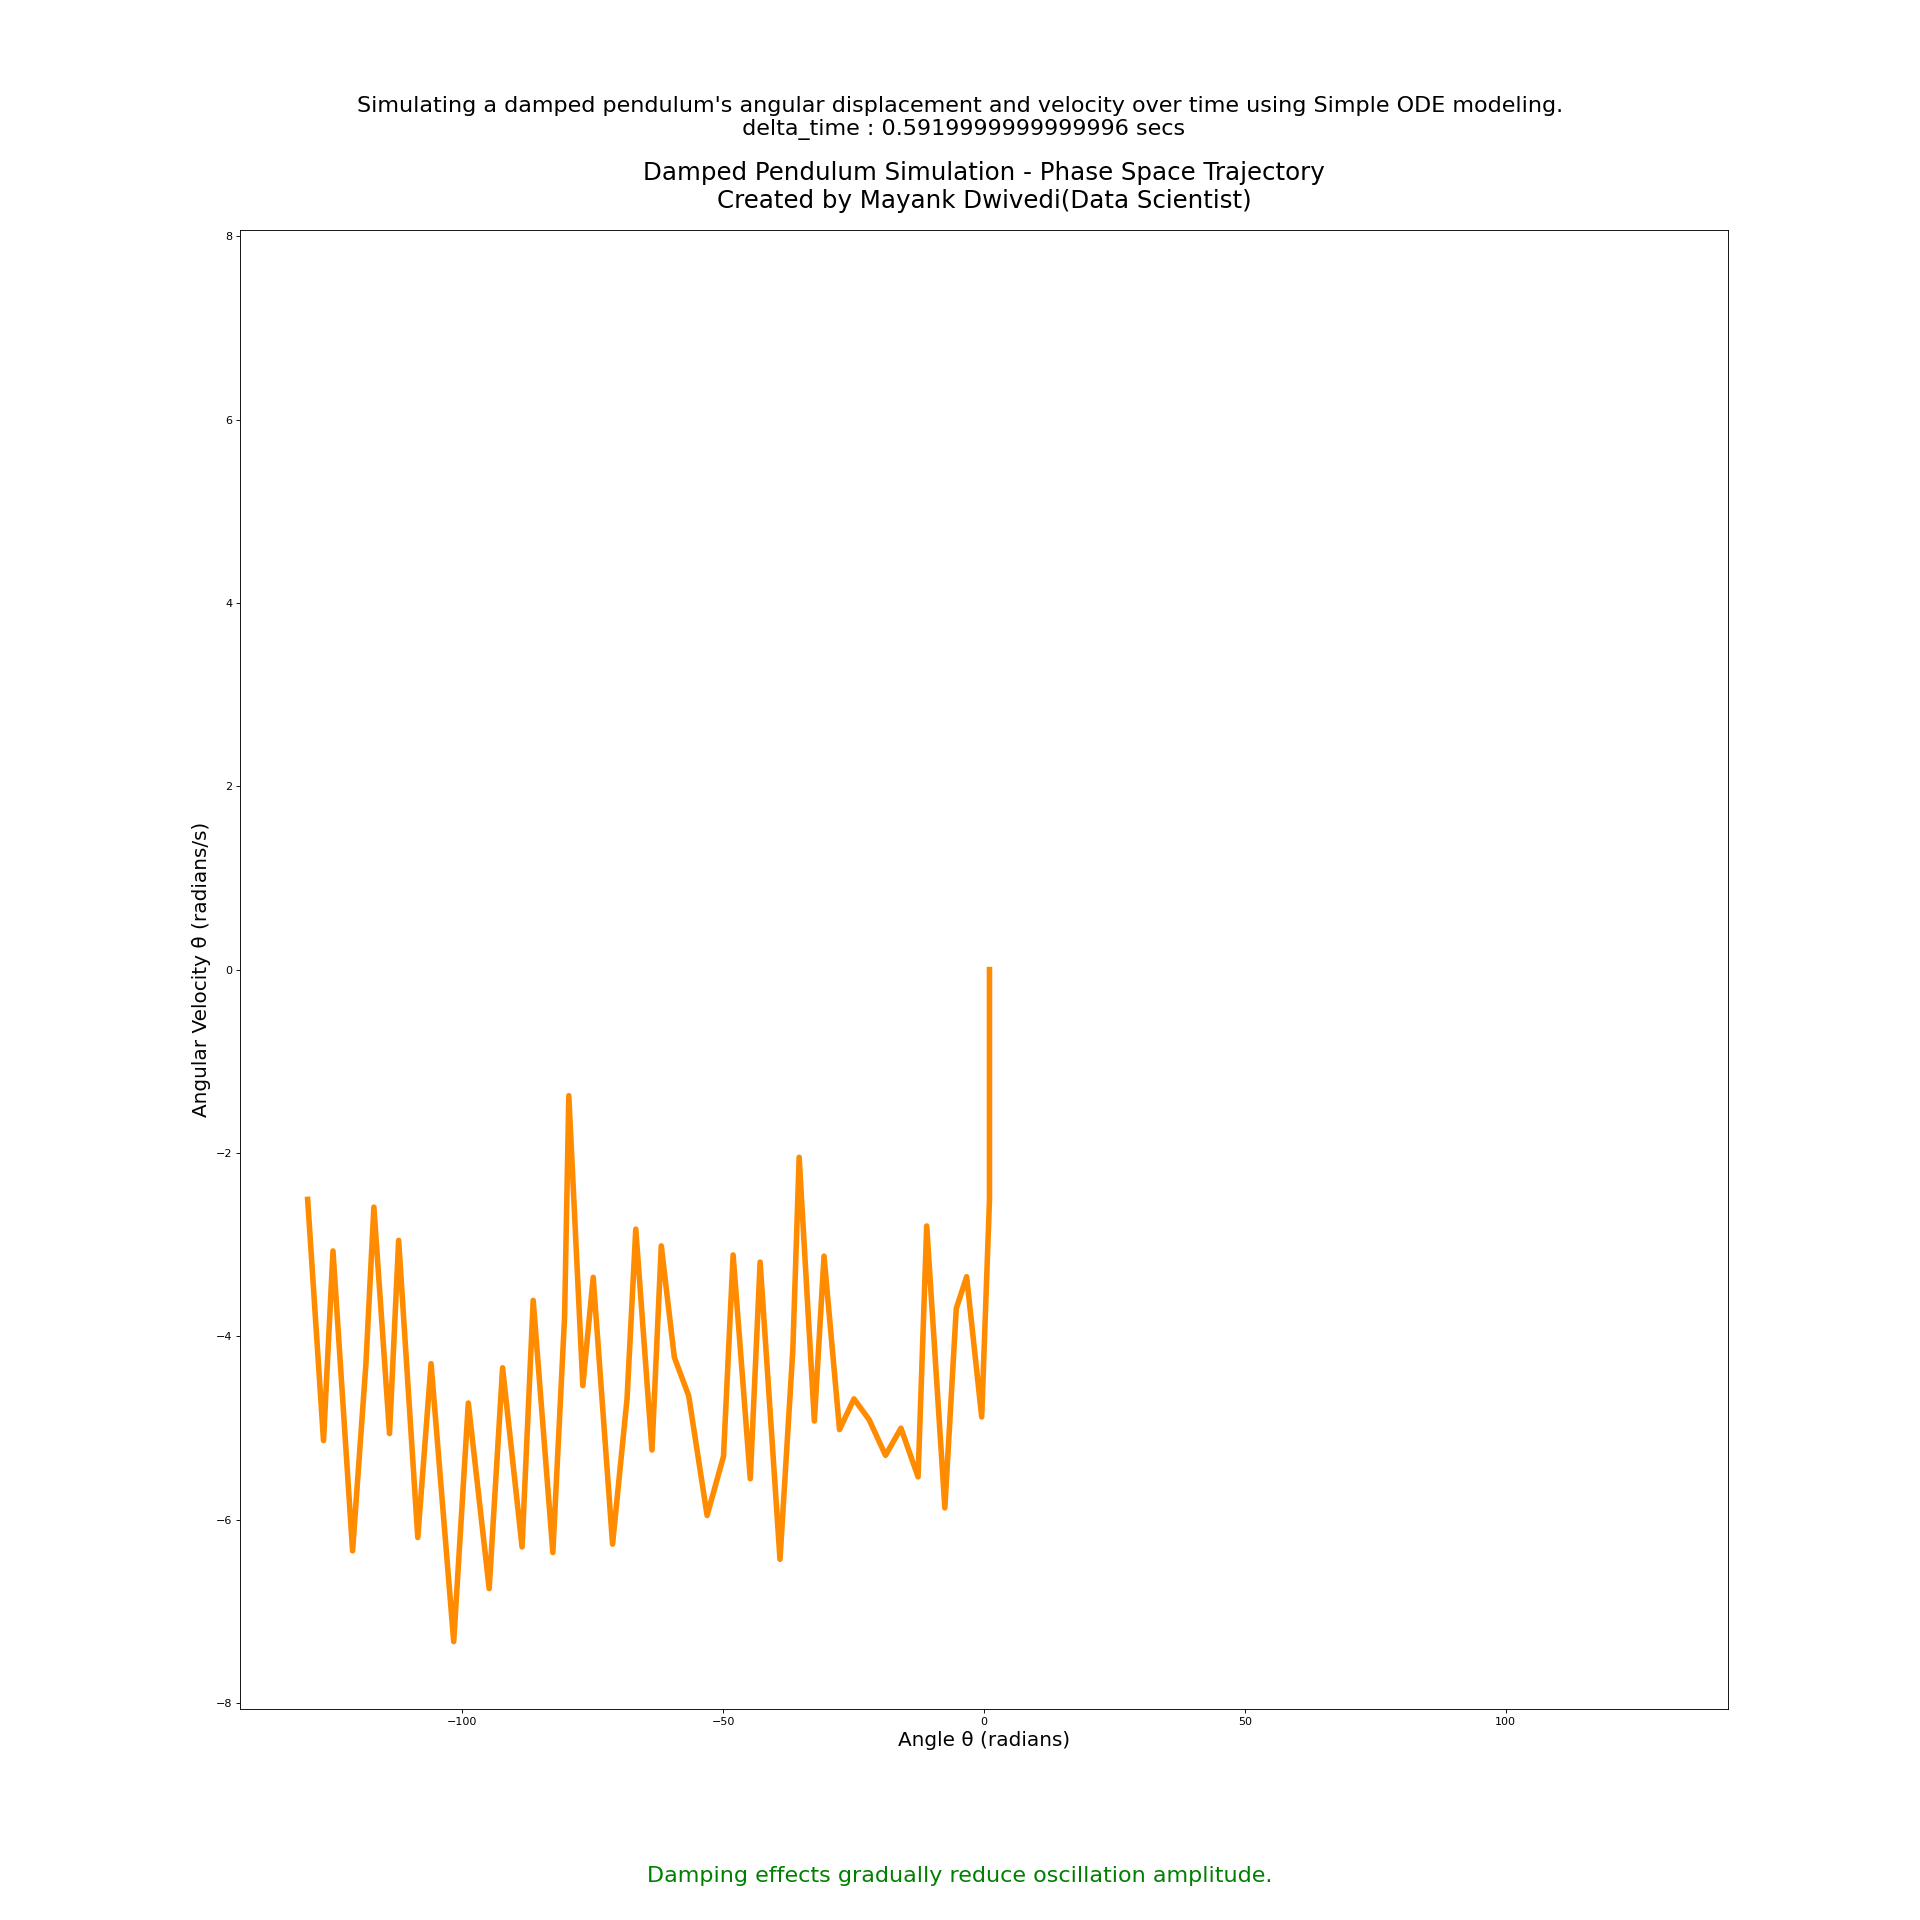 Simulating a damped pendulum's angular displacement and velocity over time using Simple ODE modeling.
delta_time : 0.5919999999999996 secs
Damped Pendulum Simulation - Phase Space Trajectory
Created by Mayank Dwivedi(Data Scientist)
8
6
4
2
0
−2
−4
−6
−8
Angular Velocity θ (radians/s)
−100
−50
0
50
100
Angle θ (radians)
Damping effects gradually reduce oscillation amplitude.